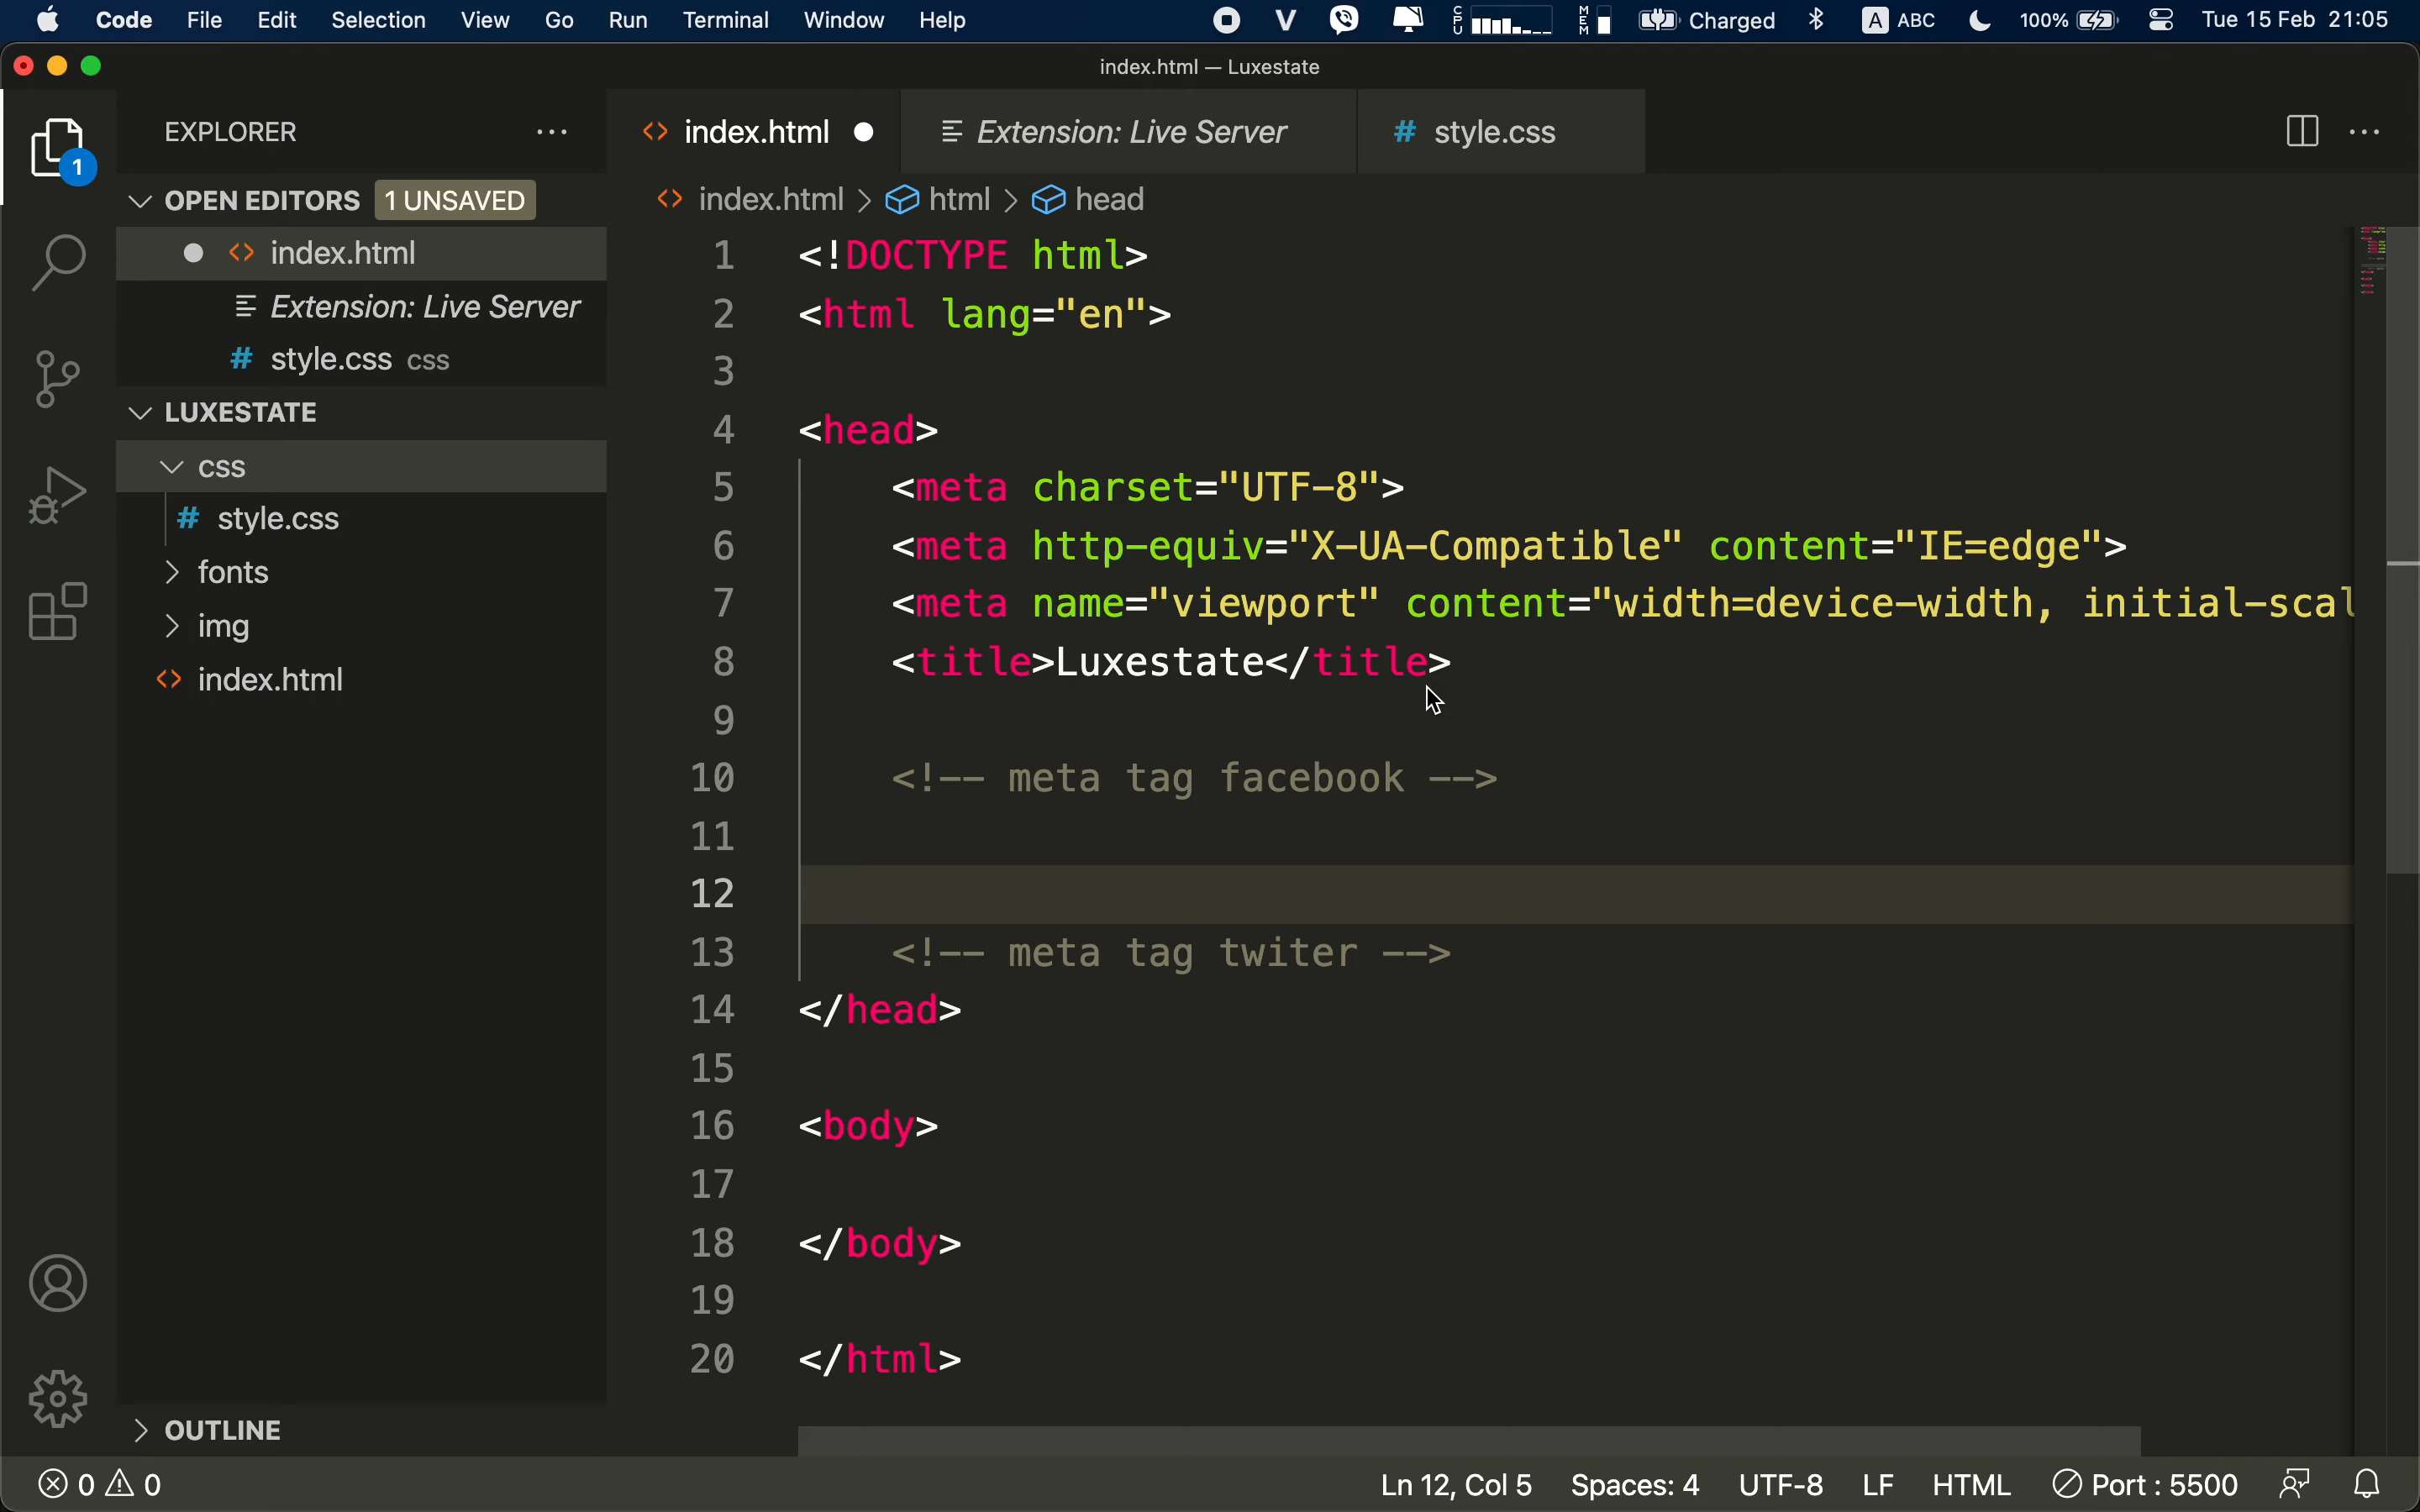 Code File Edit Selection View Go Run Terminal Window Help V CPU MEM Charged A ABC 100% Tue 15 Feb 21:05
index.html — Luxestate
EXPLORER
1
OPEN EDITORS 1 UNSAVED
index.html
Extension: Live Server
# style.css css
LUXESTATE
css
# style.css
fonts
img
index.html
OUTLINE
index.html Extension: Live Server # style.css
index.html > html > head
1 <!DOCTYPE html>
2 <html lang="en">
3
4 <head>
5 <meta charset="UTF-8">
6 <meta http-equiv="X-UA-Compatible" content="IE=edge">
7 <meta name="viewport" content="width=device-width, initial-scal
8 <title>Luxestate</title>
9
10 <!-- meta tag facebook -->
11
12
13 <!-- meta tag twiter -->
14 </head>
15
16 <body>
17
18 </body>
19
20 </html>
0 0 Ln 12, Col 5 Spaces: 4 UTF-8 LF HTML Port : 5500